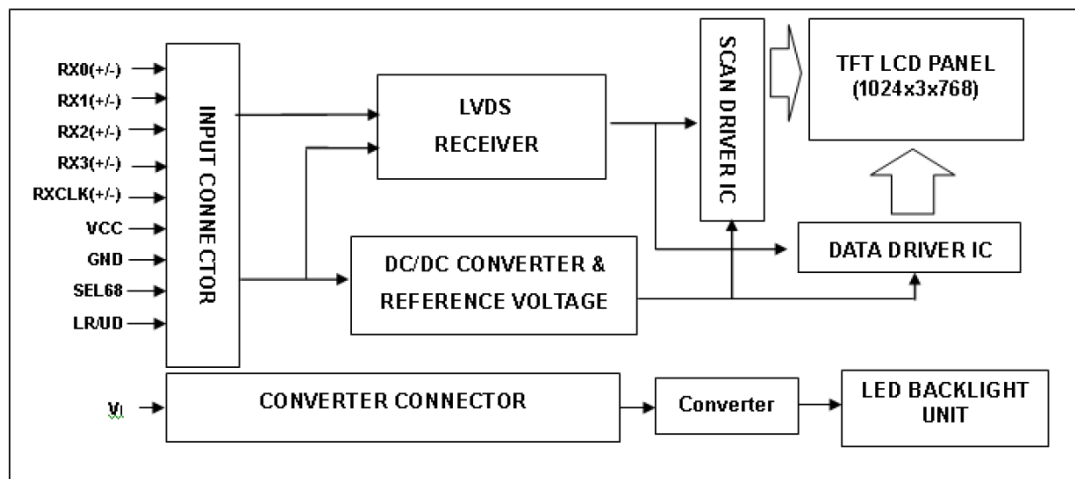 RX0(+/-)
RX1(+/-)
RX2(+/-)
RX3(+/-)
RXCLK(+/-)
VCC
GND
SEL68
LR/UD
INPUT CONNECTOR
LVDS
RECEIVER
DC/DC CONVERTER &
REFERENCE VOLTAGE
SCAN DRIVER IC
TFT LCD PANEL
(1024x3x768)
DATA DRIVER IC
VI
CONVERTER CONNECTOR
Converter
LED BACKLIGHT
UNIT